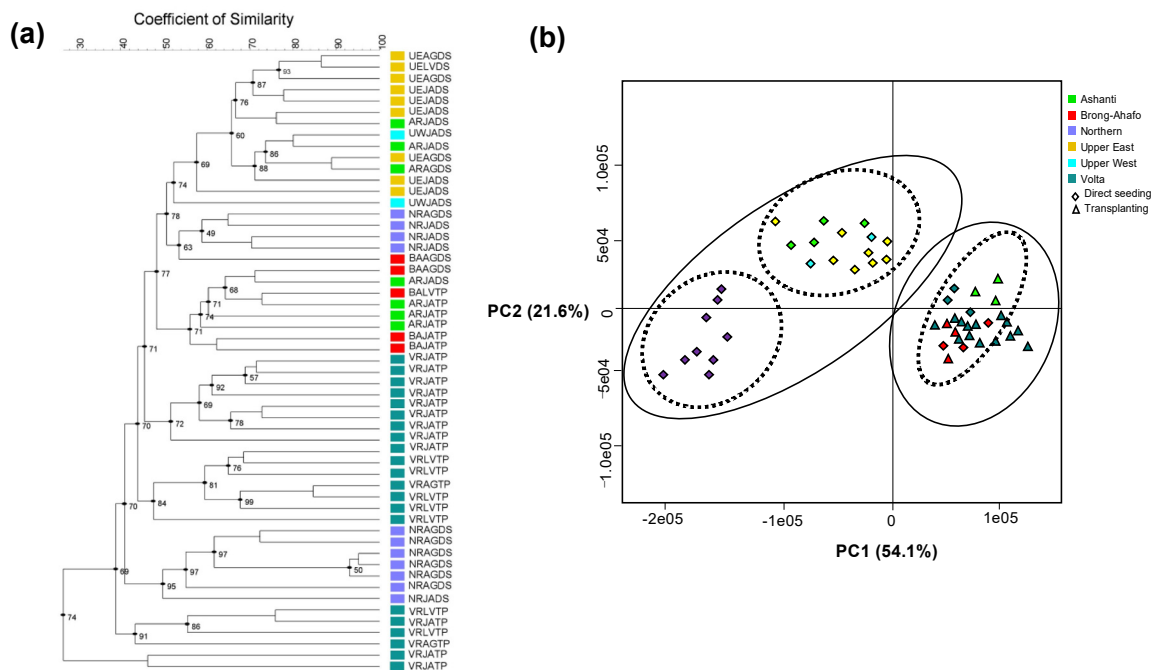 (a)
Coefficient of Similarity
30
40
50
60
70
80
90
100
UEAGDS
UELVDS
UEAGDS
UEJADS
UEJADS
UEJADS
ARJADS
UWJADS
ARJADS
UEAGDS
ARAGDS
UEJADS
UEJADS
UWJADS
NRAGDS
NRJADS
NRJADS
NRJADS
BAAGDS
BAAGDS
ARJADS
BALVTP
ARJATP
ARJATP
ARJATP
BAJATP
BAJATP
VRJATP
VRJATP
VRJATP
VRJATP
VRJATP
VRJATP
VRJATP
VRJATP
VRJATP
VRLVTP
VRLVTP
VRAGTP
VRLVTP
VRLVTP
VRLVTP
NRAGDS
NRAGDS
NRAGDS
NRAGDS
NRAGDS
NRAGDS
NRJADS
VRLVTP
VRJATP
VRLVTP
VRAGTP
VRJATP
VRJATP
93
87
76
60
86
88
69
74
78
49
63
77
68
71
74
71
71
57
92
69
78
72
70
76
81
99
84
70
97
50
97
95
69
74
86
91
(b)
PC2 (21.6%)
1.0e05
5e04
0
−5e04
−1.0e05
-2e05
-1e05
0
1e05
PC1 (54.1%)
Ashanti
Brong-Ahafo
Northern
Upper East
Upper West
Volta
Direct seeding
Transplanting